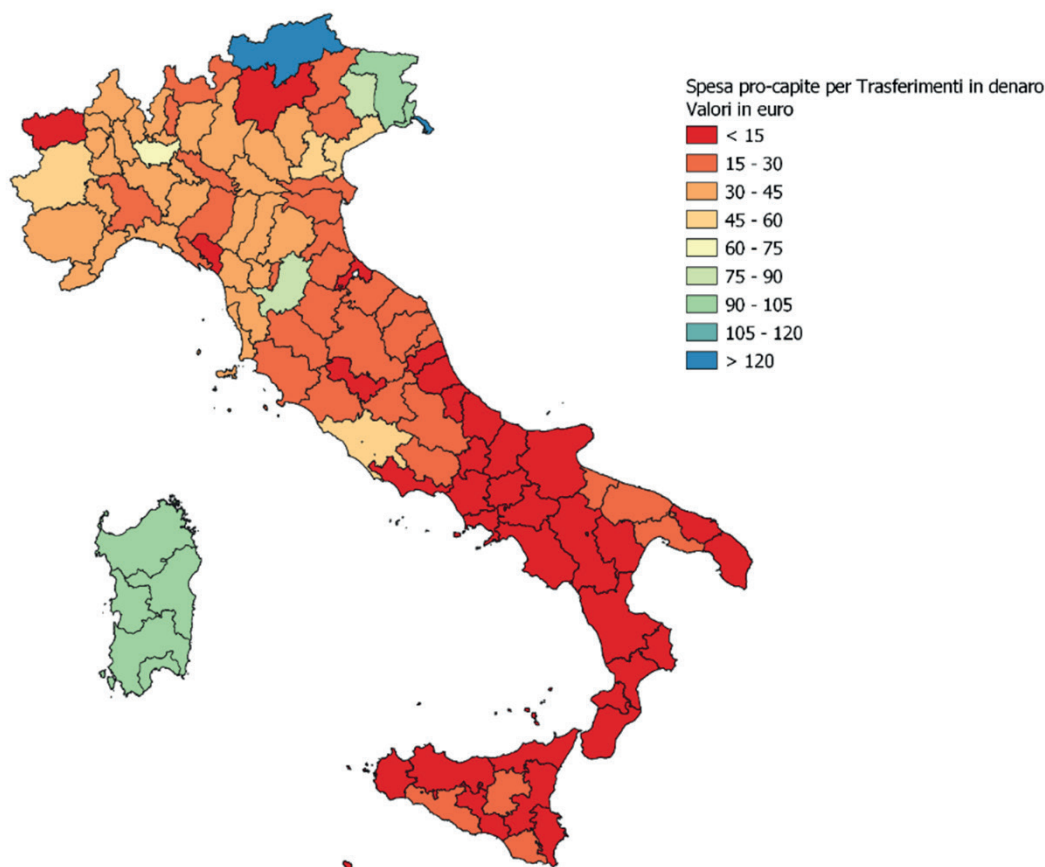 Spesa pro-capite per Trasferimenti in denaro
Valori in euro
< 15
15 - 30
30 - 45
45 - 60
60 - 75
75 - 90
90 - 105
105 - 120
> 120